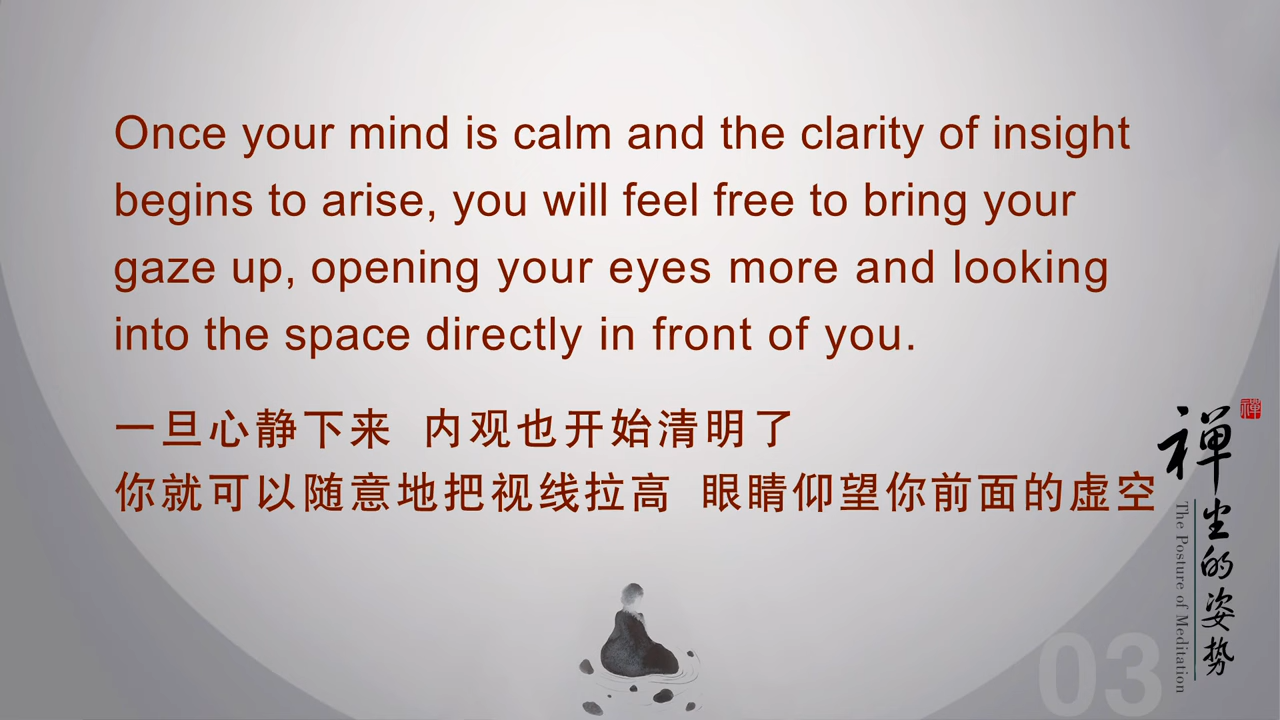 Once your mind is calm and the clarity of insight
begins to arise, you will feel free to bring your
gaze up, opening your eyes more and looking
into the space directly in front of you.
一旦心静下来 内观也开始清明了
你就可以随意地把视线拉高 眼睛仰望你前面的虚空
禅坐的姿势
The Posture of Meditation
禪
03